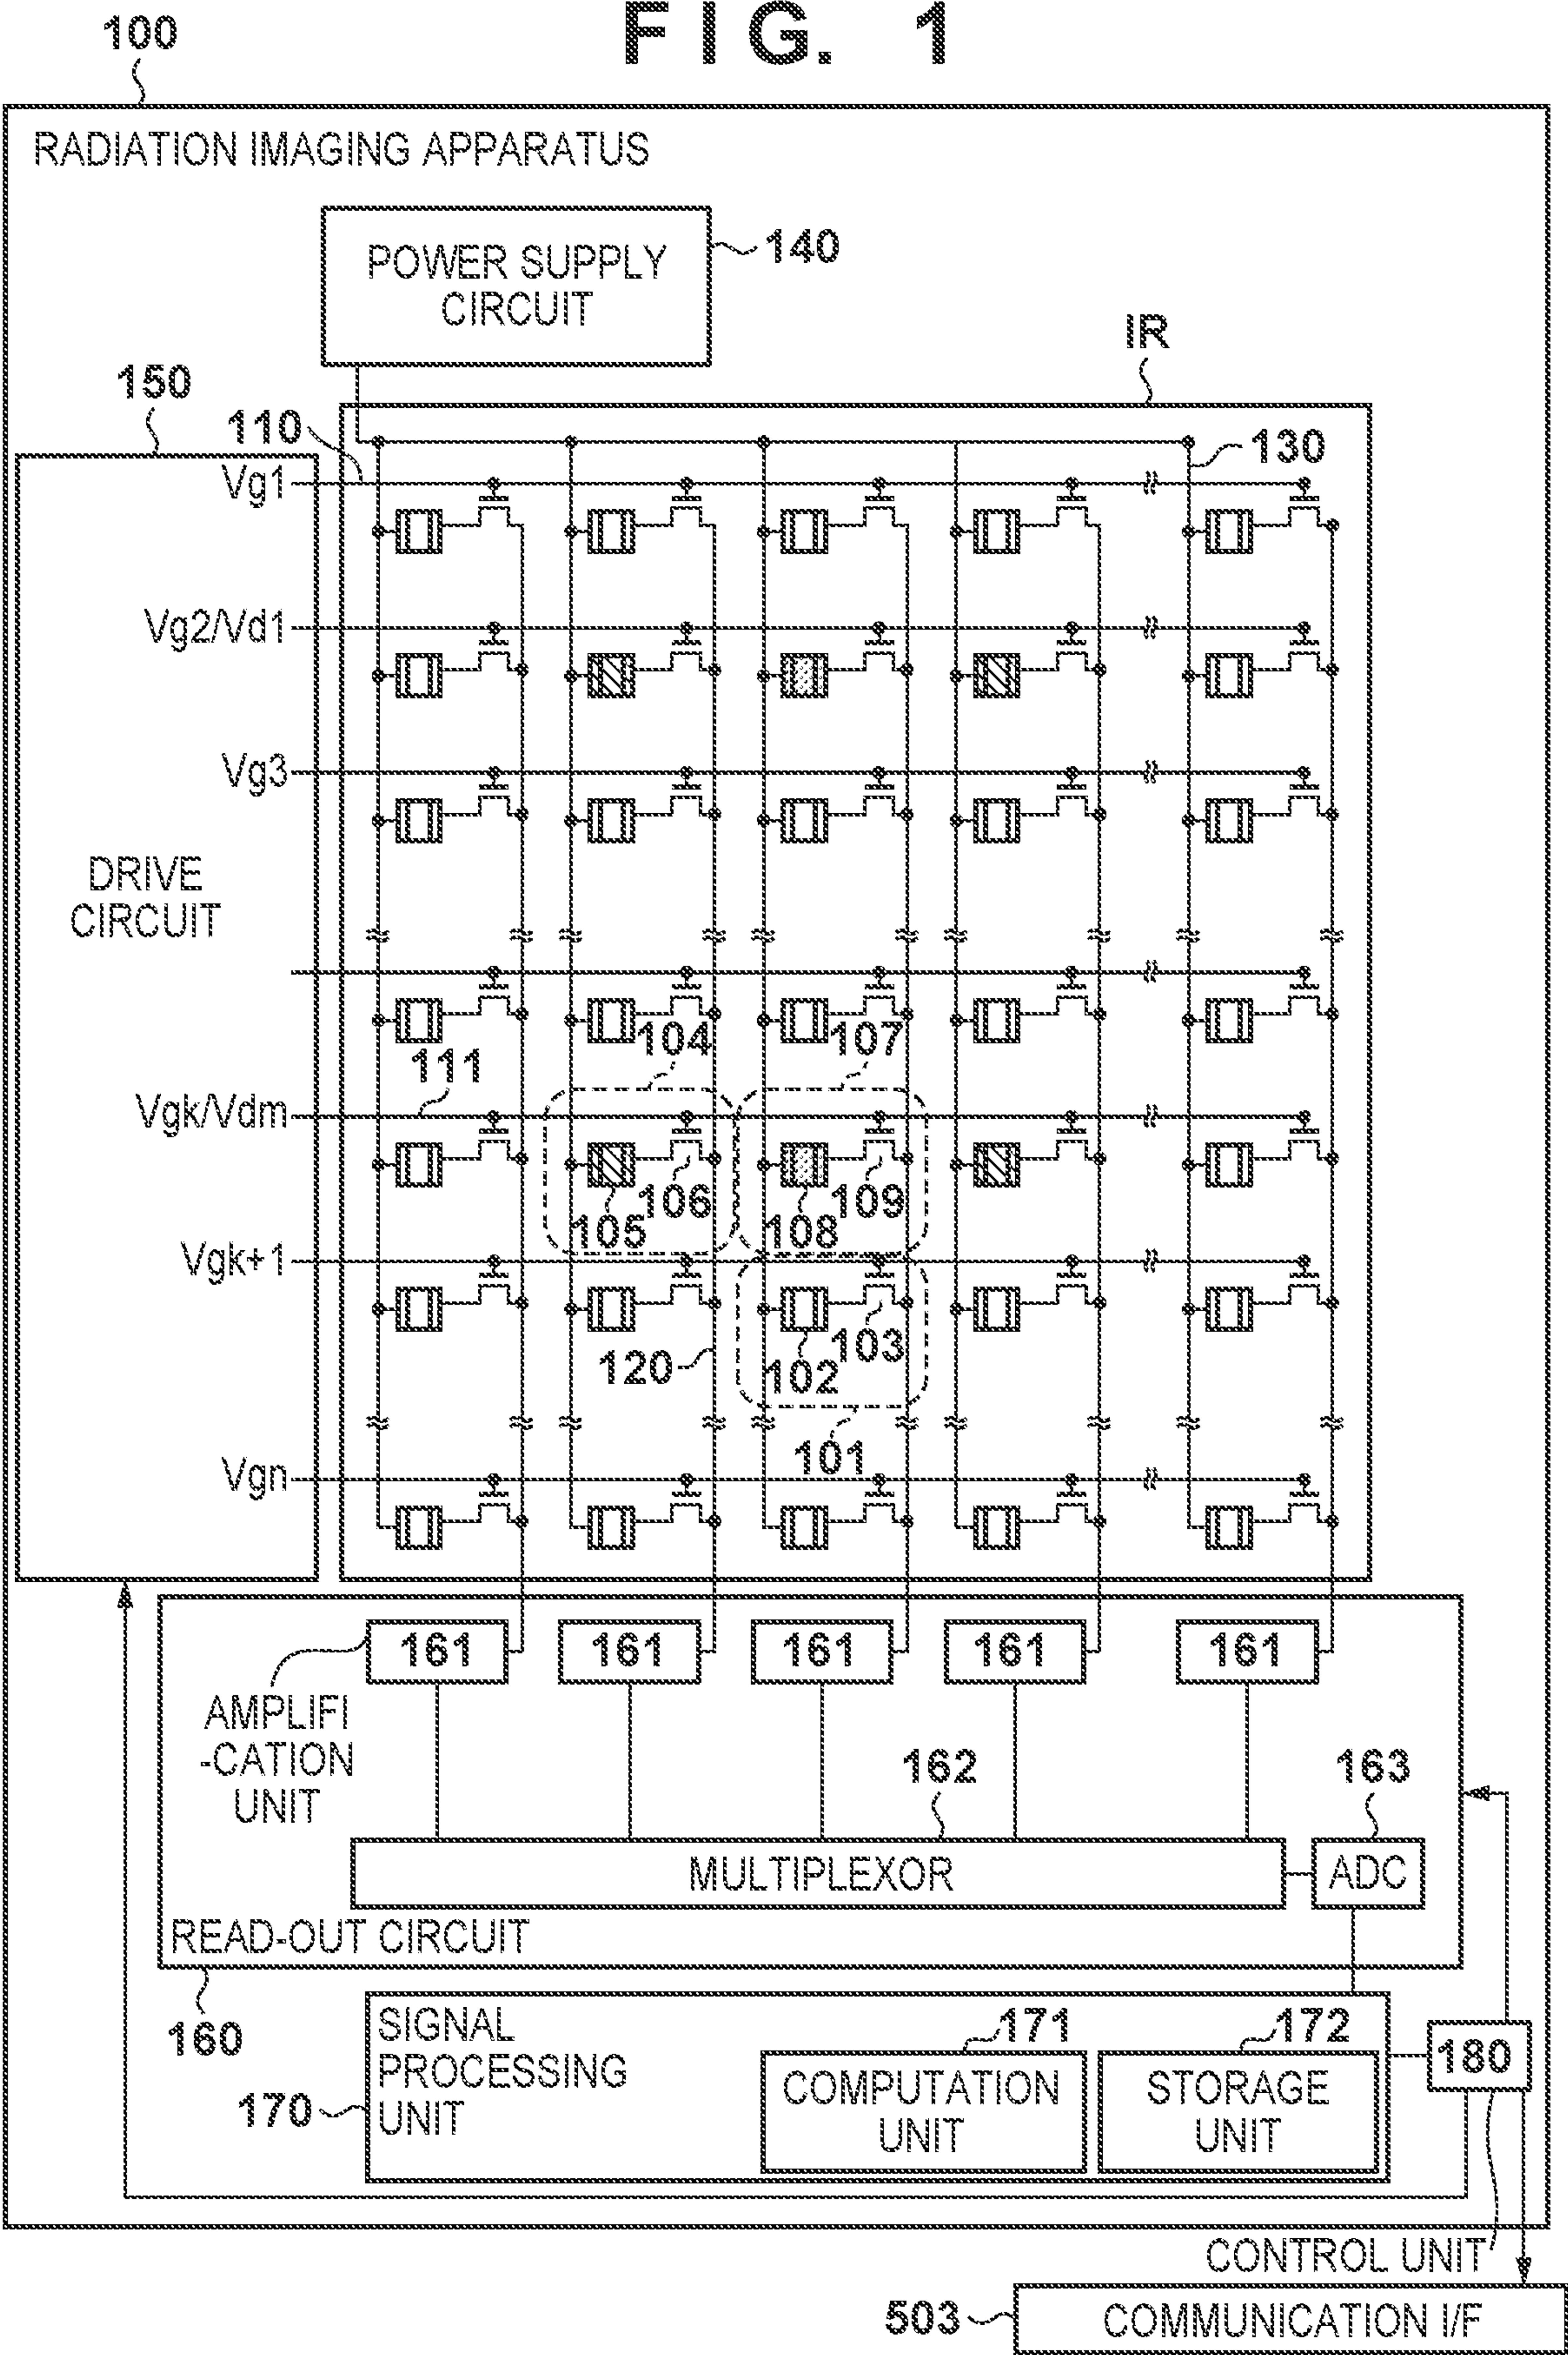 FIG. 1
100
RADIATION IMAGING APPARATUS
POWER SUPPLY
CIRCUIT
140
IR
150
110
130
Vg1
Vg2/Vd1
Vg3
DRIVE
CIRCUIT
104
107
111
Vgk/Vdm
106
109
105
108
Vgk+1
103
120
102
101
Vgn
161
161
161
161
161
AMPLIFI
-CATION
UNIT
162
163
MULTIPLEXOR
ADC
READ-OUT CIRCUIT
160
SIGNAL
PROCESSING
UNIT
170
171
172
COMPUTATION
UNIT
STORAGE
UNIT
180
CONTROL UNIT
503
COMMUNICATION I/F